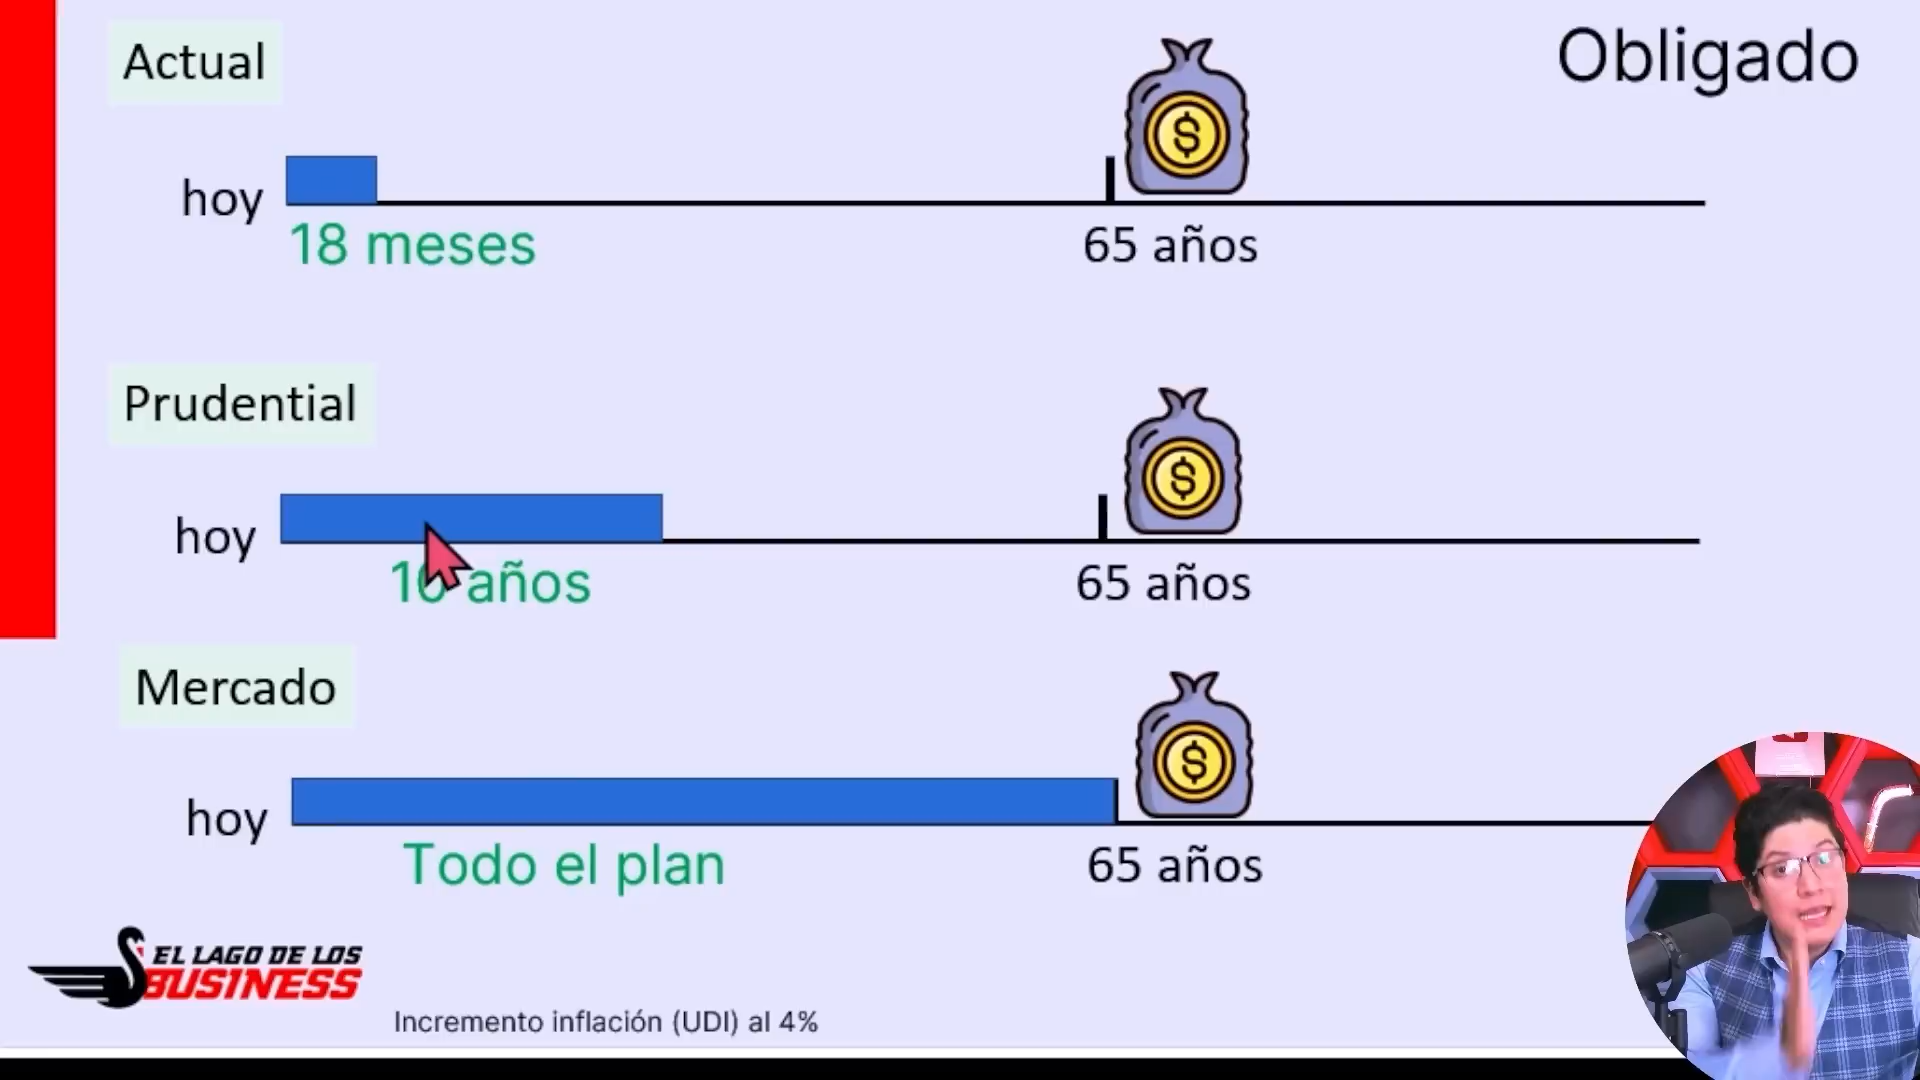 Actual
Obligado
hoy
18 meses
65 años
Prudential
hoy
10 años
65 años
Mercado
hoy
Todo el plan
65 años
EL LAGO DE LOS
BUSINESS
Incremento inflación (UDI) al 4%